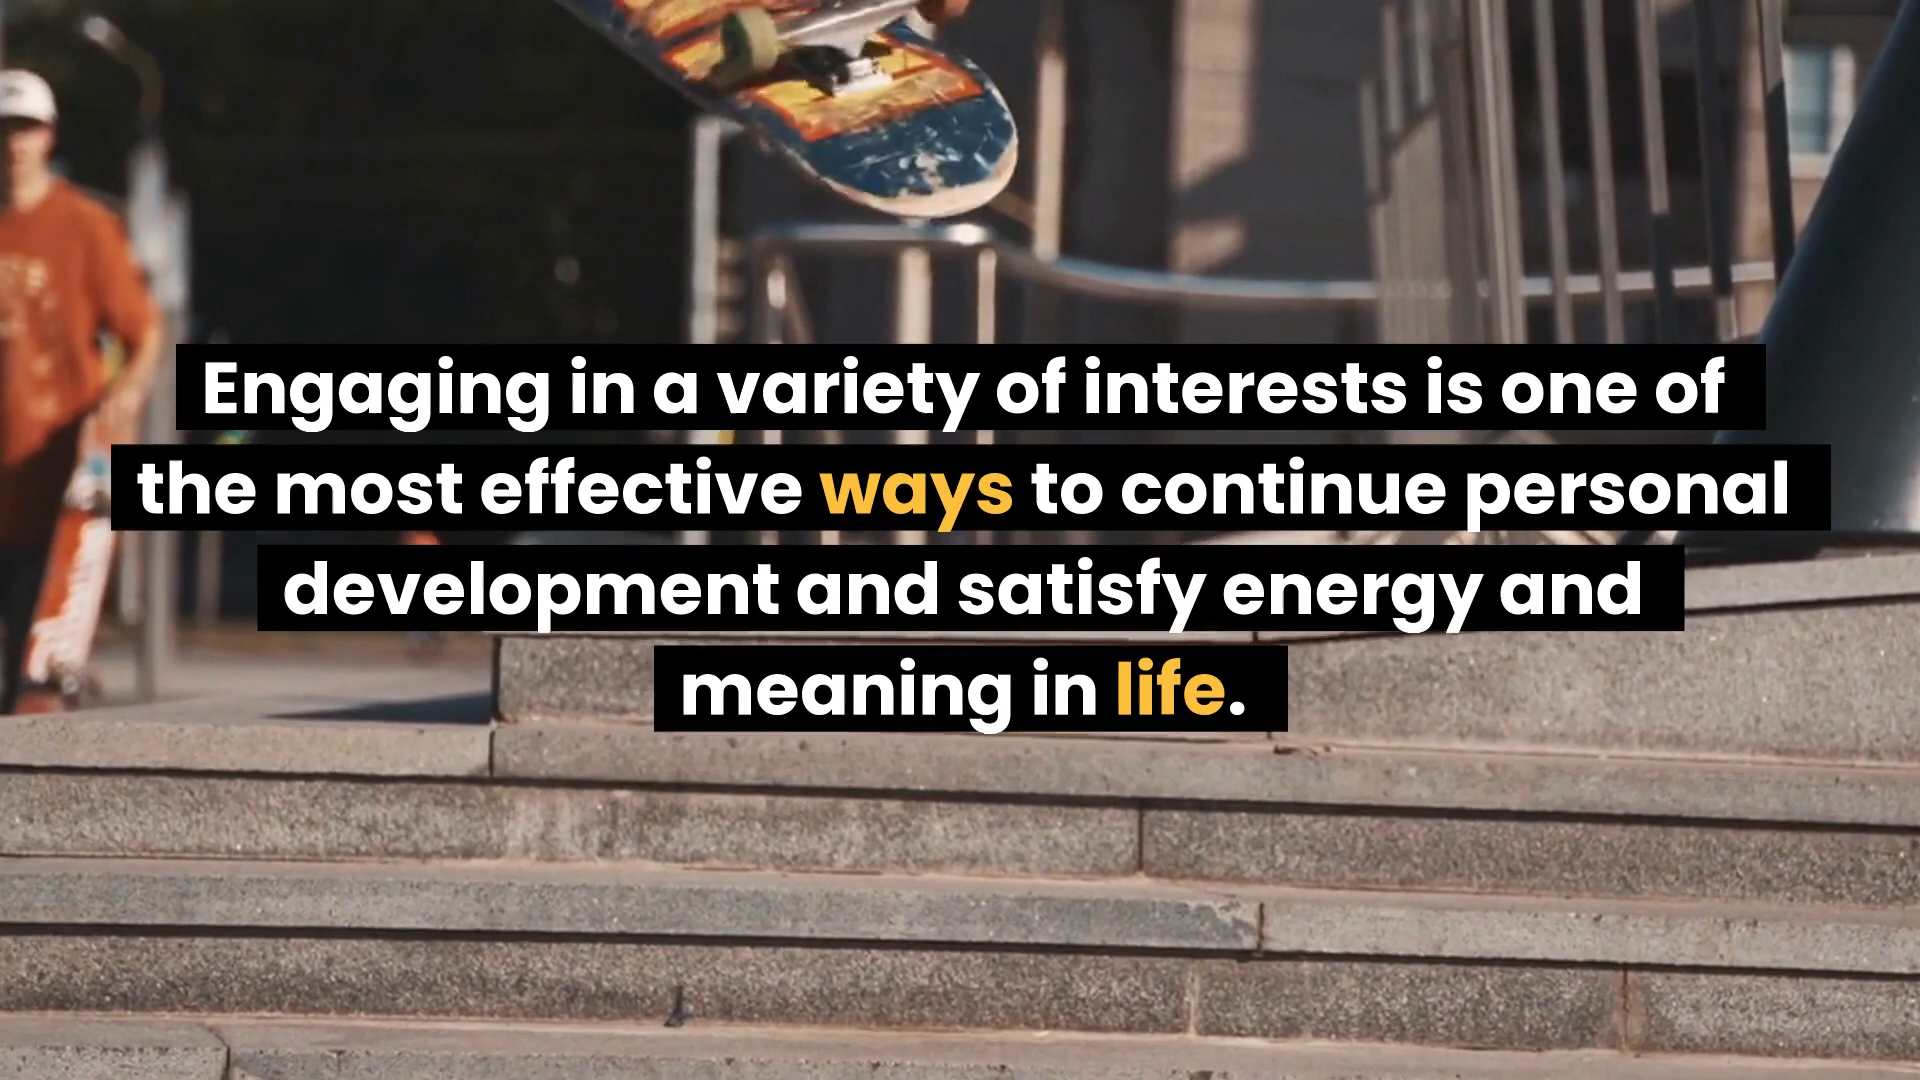 Engaging in a variety of interests is one of
the most effective ways to continue personal
development and satisfy energy and
meaning in life.